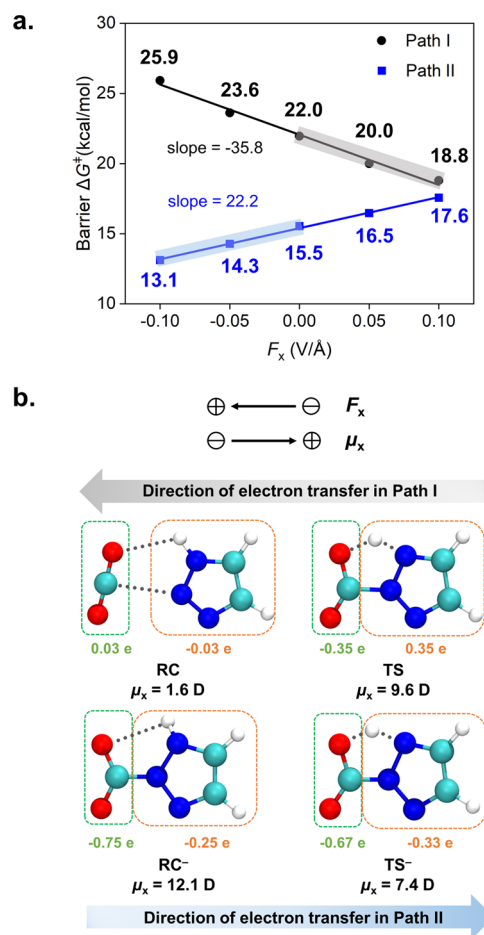 a.
Barrier ΔG‡(kcal/mol)
30
25
20
15
10
25.9
23.6
22.0
20.0
18.8
Path I
Path II
slope = -35.8
slope = 22.2
13.1
14.3
15.5
16.5
17.6
-0.10
-0.05
0.00
0.05
0.10
Fx (V/Å)
b.
⊕ ⊖ Fx
⊖ ⊕ μx
Direction of electron transfer in Path I
0.03 e -0.03 e -0.35 e 0.35 e
RC TS
μx = 1.6 D μx = 9.6 D
-0.75 e -0.25 e -0.67 e -0.33 e
RC⁻ TS⁻
μx = 12.1 D μx = 7.4 D
Direction of electron transfer in Path II